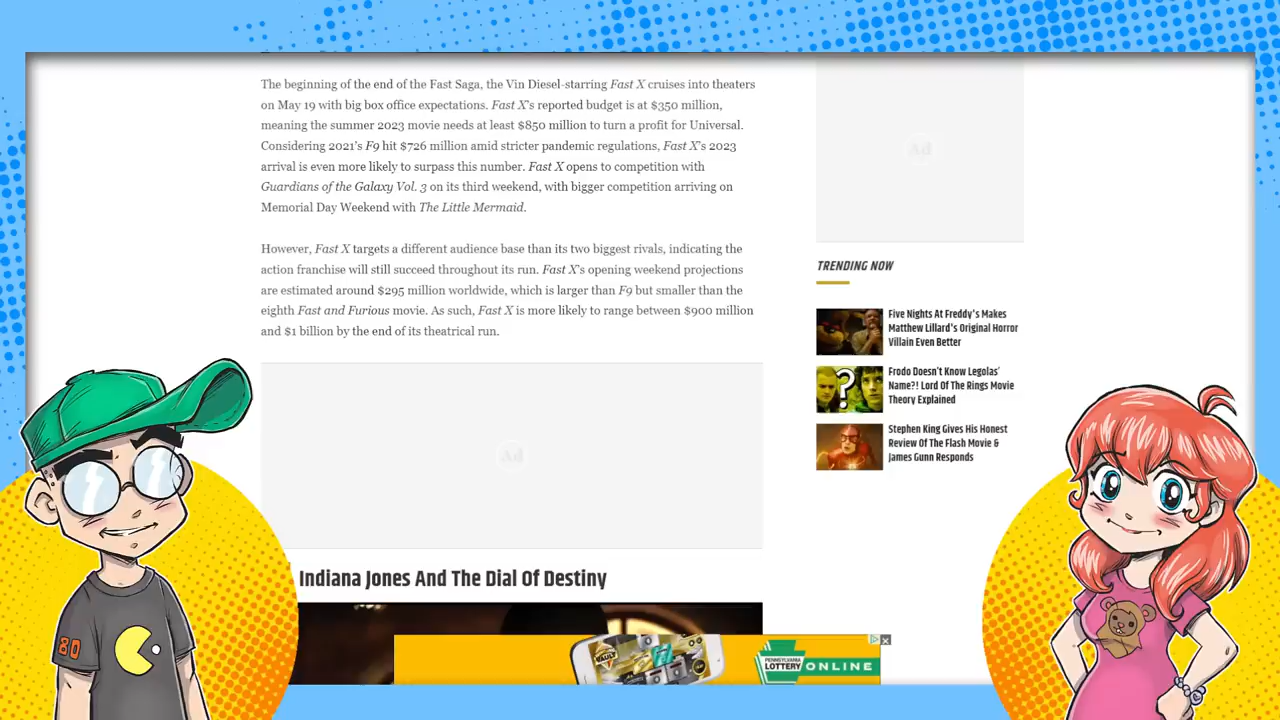 The beginning of the end of the Fast Saga, the Vin Diesel-starring Fast X cruises into theaters
on May 19 with big box office expectations. Fast X's reported budget is at $350 million,
meaning the summer 2023 movie needs at least $850 million to turn a profit for Universal.
Considering 2021's F9 hit $726 million amid stricter pandemic regulations, Fast X's 2023
arrival is even more likely to surpass this number. Fast X opens to competition with
Guardians of the Galaxy Vol. 3 on its third weekend, with bigger competition arriving on
Memorial Day Weekend with The Little Mermaid.
However, Fast X targets a different audience base than its two biggest rivals, indicating the
action franchise will still succeed throughout its run. Fast X's opening weekend projections
are estimated around $295 million worldwide, which is larger than F9 but smaller than the
eighth Fast and Furious movie. As such, Fast X is more likely to range between $900 million
and $1 billion by the end of its theatrical run.
Ad
Indiana Jones And The Dial Of Destiny
Ad
TRENDING NOW
Five Nights At Freddy's Makes
Matthew Lillard's Original Horror
Villain Even Better
?
Frodo Doesn't Know Legolas'
Name?! Lord Of The Rings Movie
Theory Explained
Stephen King Gives His Honest
Review Of The Flash Movie &
James Gunn Responds
VAULT
PENNSYLVANIA
LOTTERY
ONLINE
80